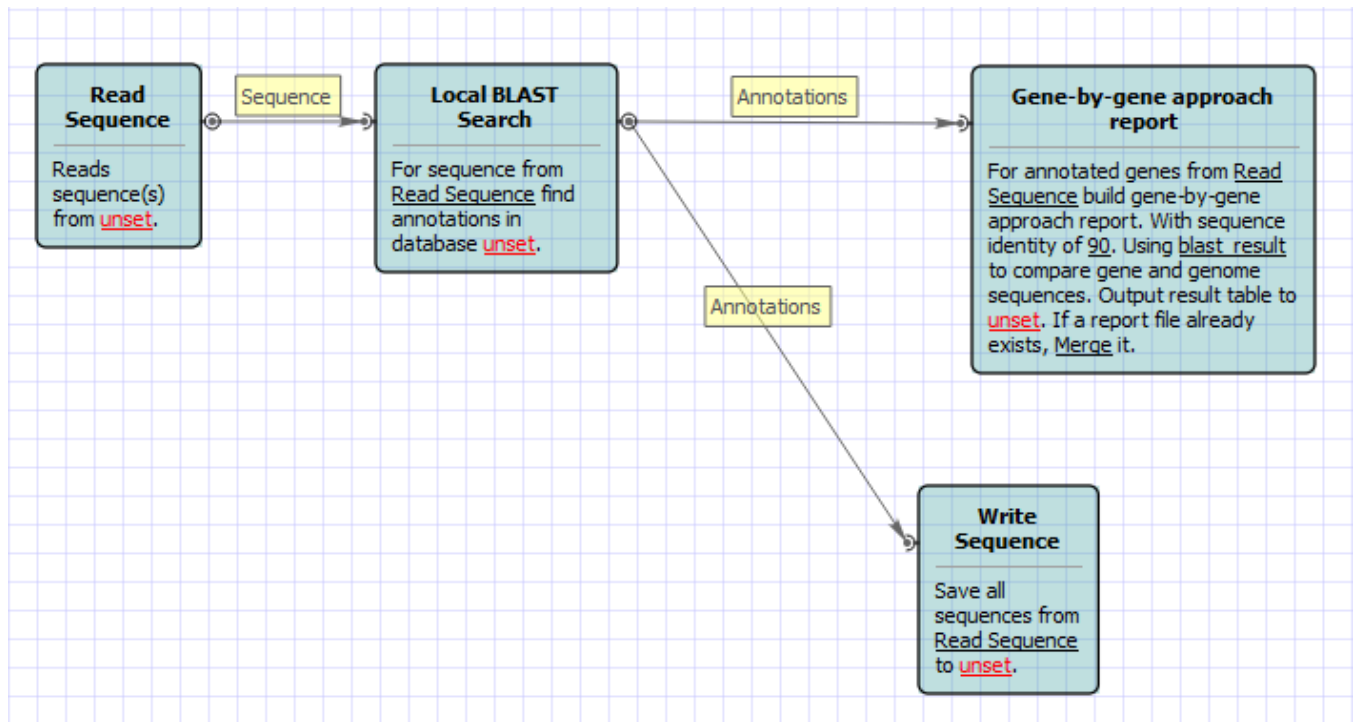 Read
Sequence
Reads
sequence(s)
from unset.
Sequence
Local BLAST
Search
For sequence from
Read Sequence find
annotations in
database unset.
Annotations
Gene-by-gene approach
report
For annotated genes from Read
Sequence build gene-by-gene
approach report. With sequence
identity of 90. Using blast_result
to compare gene and genome
sequences. Output result table to
unset. If a report file already
exists, Merge it.
Annotations
Write
Sequence
Save all
sequences from
Read Sequence
to unset.